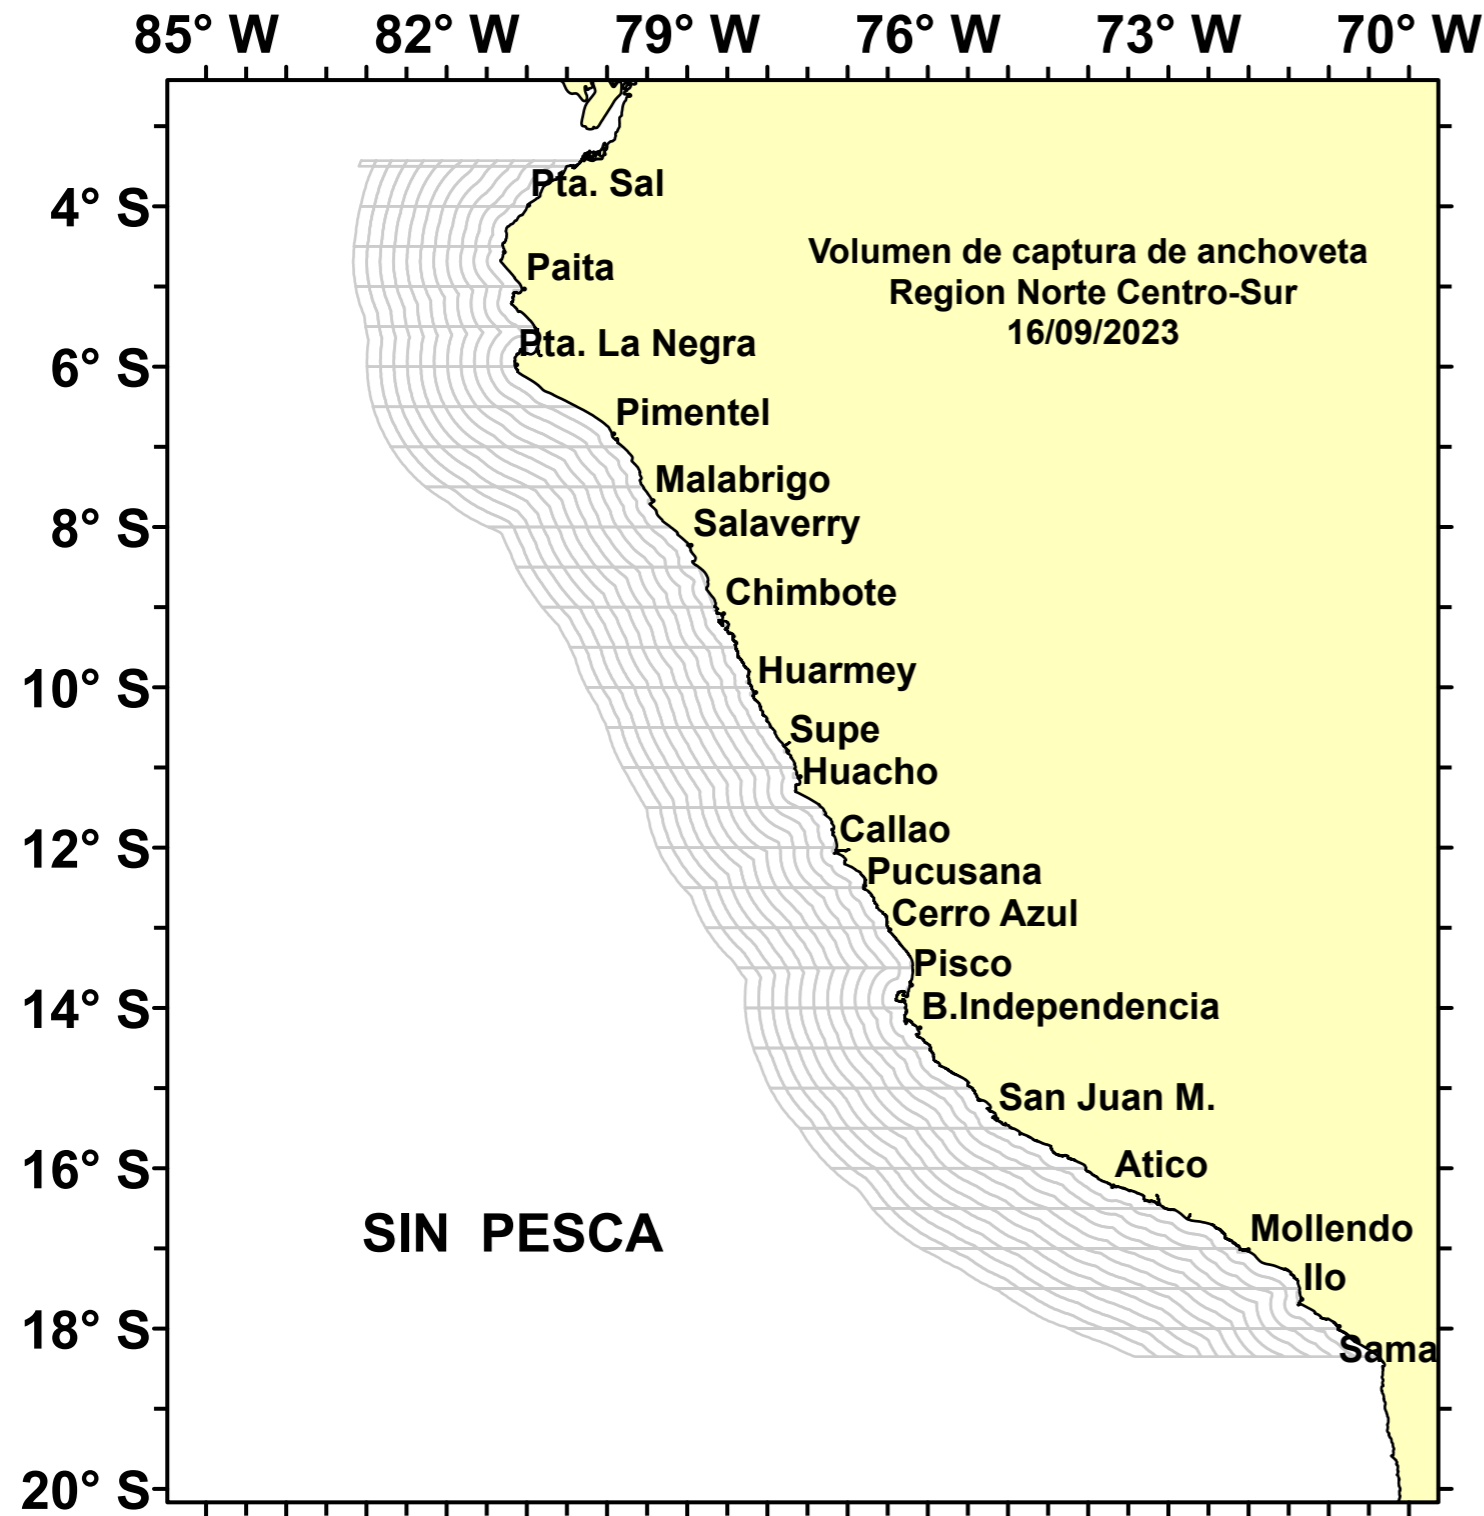 85° W 82° W 79° W 76° W 73° W 70° W
Pta. Sal
4° S
Volumen de captura de anchoveta
Region Norte Centro-Sur
16/09/2023
Paita
Pta. La Negra
6° S
Pimentel
Malabrigo
8° S
Salaverry
Chimbote
Huarmey
10° S
Supe
Huacho
Callao
12° S
Pucusana
Cerro Azul
Pisco
14° S
B.Independencia
San Juan M.
Atico
16° S
SIN PESCA
Mollendo
Ilo
18° S
Sama
20° S